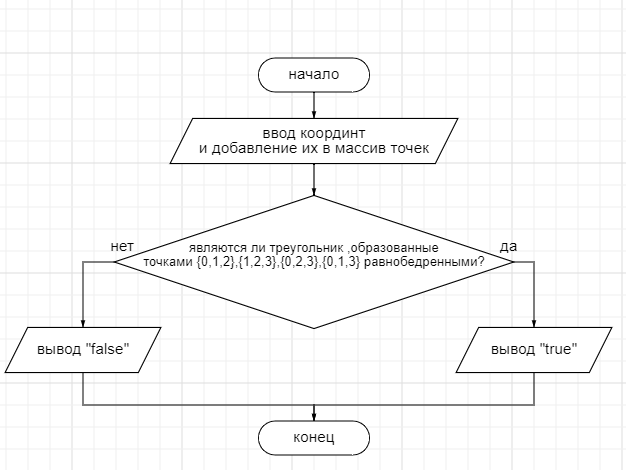 начало
ввод координт
и добавление их в массив точек
нет
да
являются ли треугольник ,образованные
точками {0,1,2},{1,2,3},{0,2,3},{0,1,3} равнобедренными?
вывод "false"
вывод "true"
конец